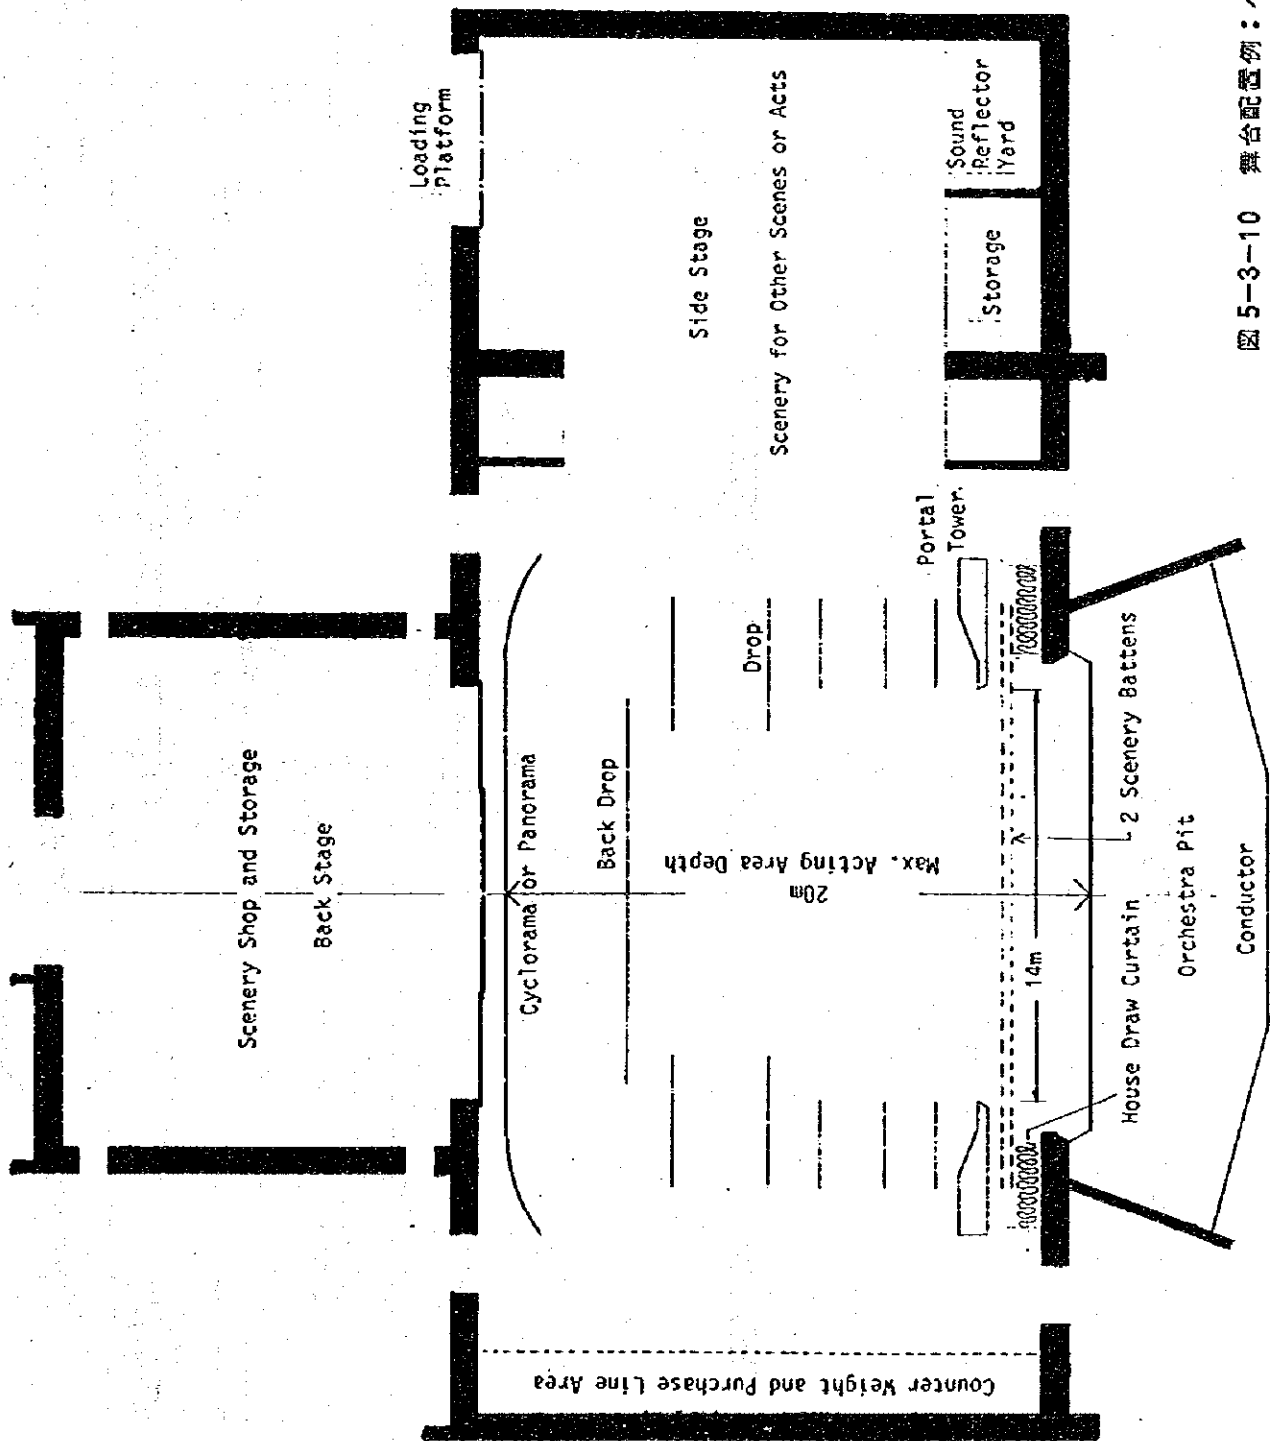 Loading
Platform
Scenery Shop and Storage
Back Stage
Cyclorama or Panorama
Back Drop
Drop
20m
Max. Acting Area Depth
Side Stage
Scenery for Other Scenes or Acts
Sound
Reflector
Yard
Storage
Portal
Tower.
14m
House Draw Curtain
2 Scenery Battens
Orchestra Pit
Conductor
Counter Weight and Purchase Line Area
図5-3-10 舞台配置例: